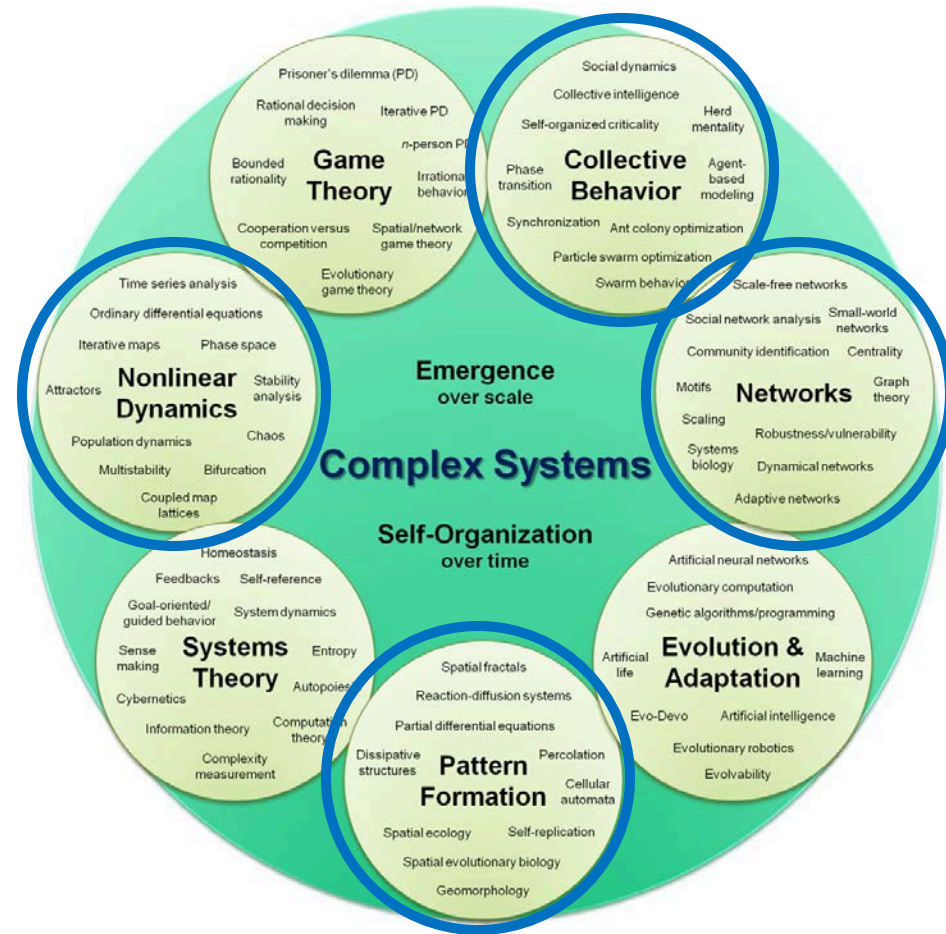 Prisoner's dilemma (PD)
Rational decision
making
Iterative PD
n-person PD
Game
Theory
Bounded
rationality
Irrational
behavior
Cooperation versus
competition
Spatial/network
game theory
Evolutionary
game theory
Social dynamics
Collective intelligence
Herd
mentality
Self-organized criticality
Collective
Behavior
Phase
transition
Agent-
based
modeling
Synchronization
Ant colony optimization
Particle swarm optimization
Swarm behavior
Time series analysis
Ordinary differential equations
Iterative maps
Phase space
Attractors
Nonlinear
Dynamics
Stability
analysis
Population dynamics
Chaos
Multistability
Bifurcation
Coupled map
lattices
Emergence
over scale
Complex Systems
Self-Organization
over time
Scale-free networks
Social network analysis
Small-world
networks
Community identification
Centrality
Motifs
Networks
Graph
theory
Scaling
Robustness/vulnerability
Systems
biology
Dynamical networks
Adaptive networks
Homeostasis
Feedbacks
Self-reference
Goal-oriented/
guided behavior
System dynamics
Sense
making
Systems
Theory
Entropy
Cybernetics
Autopoiesis
Information theory
Computation
theory
Complexity
measurement
Spatial fractals
Reaction-diffusion systems
Partial differential equations
Dissipative
structures
Pattern
Formation
Percolation
Cellular
automata
Spatial ecology
Self-replication
Spatial evolutionary biology
Geomorphology
Artificial neural networks
Evolutionary computation
Genetic algorithms/programming
Artificial
life
Evolution &
Adaptation
Machine
learning
Evo-Devo
Artificial intelligence
Evolutionary robotics
Evolvability